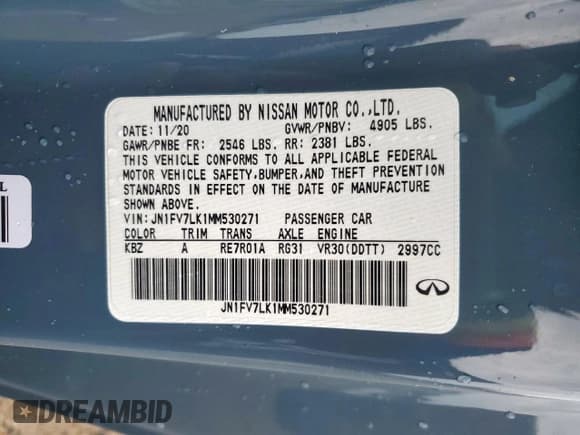 MANUFACTURED BY NISSAN MOTOR CO.,LTD.
DATE: 11/20 GVWR/PNBV: 4905 LBS.
GAWR/PNBE FR: 2546 LBS. RR: 2381 LBS.
THIS VEHICLE CONFORMS TO ALL APPLICABLE FEDERAL
MOTOR VEHICLE SAFETY,BUMPER,AND THEFT PREVENTION
STANDARDS IN EFFECT ON THE DATE OF MANUFACTURE
SHOWN ABOVE.
VIN: JN1FV7LK1MM530271 PASSENGER CAR
COLOR TRIM TRANS AXLE ENGINE
KBZ A RE7R01A RG31 VR30(DDTT) 2997CC
JN1FV7LK1MM530271
L
DREAMBID